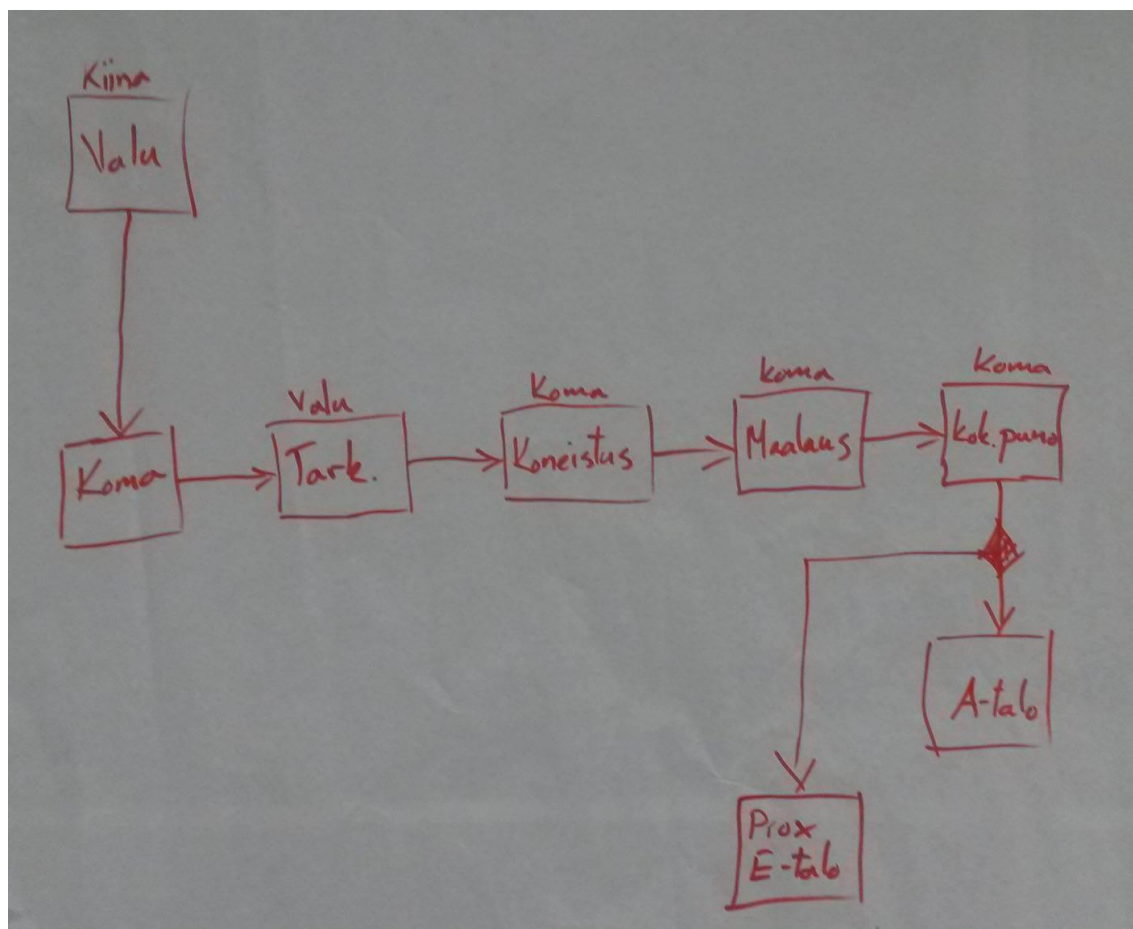 Kiina
Valu
Koma
Valu
Tark.
Koma
Koneistus
Koma
Maalaus
Koma
kok.puno
A-talo
Prox
E-talo